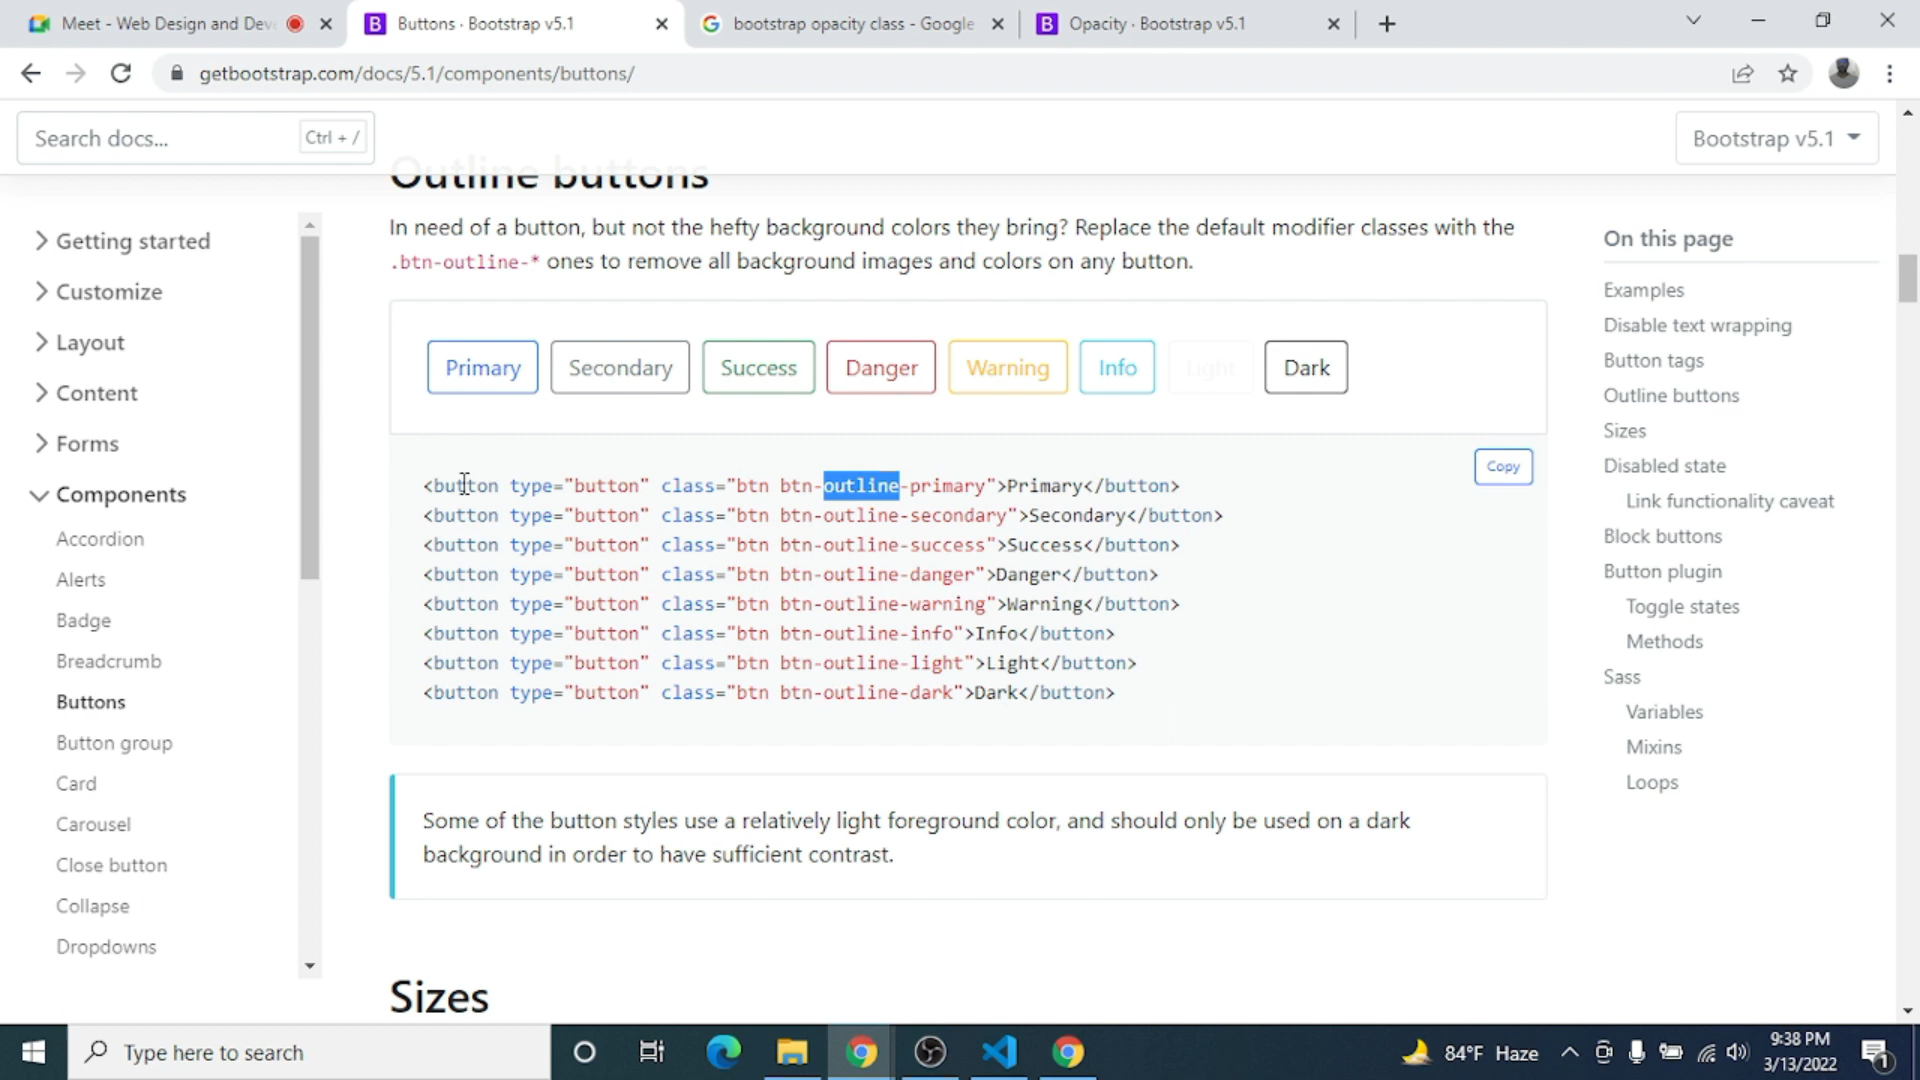 Meet - Web Design and Deve
Buttons · Bootstrap v5.1
bootstrap opacity class - Google
Opacity · Bootstrap v5.1
getbootstrap.com/docs/5.1/components/buttons/
Search docs...
Ctrl + /
Bootstrap v5.1
Getting started
Customize
Layout
Content
Forms
Components
Accordion
Alerts
Badge
Breadcrumb
Buttons
Button group
Card
Carousel
Close button
Collapse
Dropdowns
Outline buttons
In need of a button, but not the hefty background colors they bring? Replace the default modifier classes with the
.btn-outline-* ones to remove all background images and colors on any button.
Primary Secondary Success Danger Warning Info Light Dark
Copy
<button type="button" class="btn btn-outline-primary">Primary</button>
<button type="button" class="btn btn-outline-secondary">Secondary</button>
<button type="button" class="btn btn-outline-success">Success</button>
<button type="button" class="btn btn-outline-danger">Danger</button>
<button type="button" class="btn btn-outline-warning">Warning</button>
<button type="button" class="btn btn-outline-info">Info</button>
<button type="button" class="btn btn-outline-light">Light</button>
<button type="button" class="btn btn-outline-dark">Dark</button>
Some of the button styles use a relatively light foreground color, and should only be used on a dark
background in order to have sufficient contrast.
Sizes
On this page
Examples
Disable text wrapping
Button tags
Outline buttons
Sizes
Disabled state
Link functionality caveat
Block buttons
Button plugin
Toggle states
Methods
Sass
Variables
Mixins
Loops
Type here to search
84°F Haze
9:38 PM
3/13/2022
1